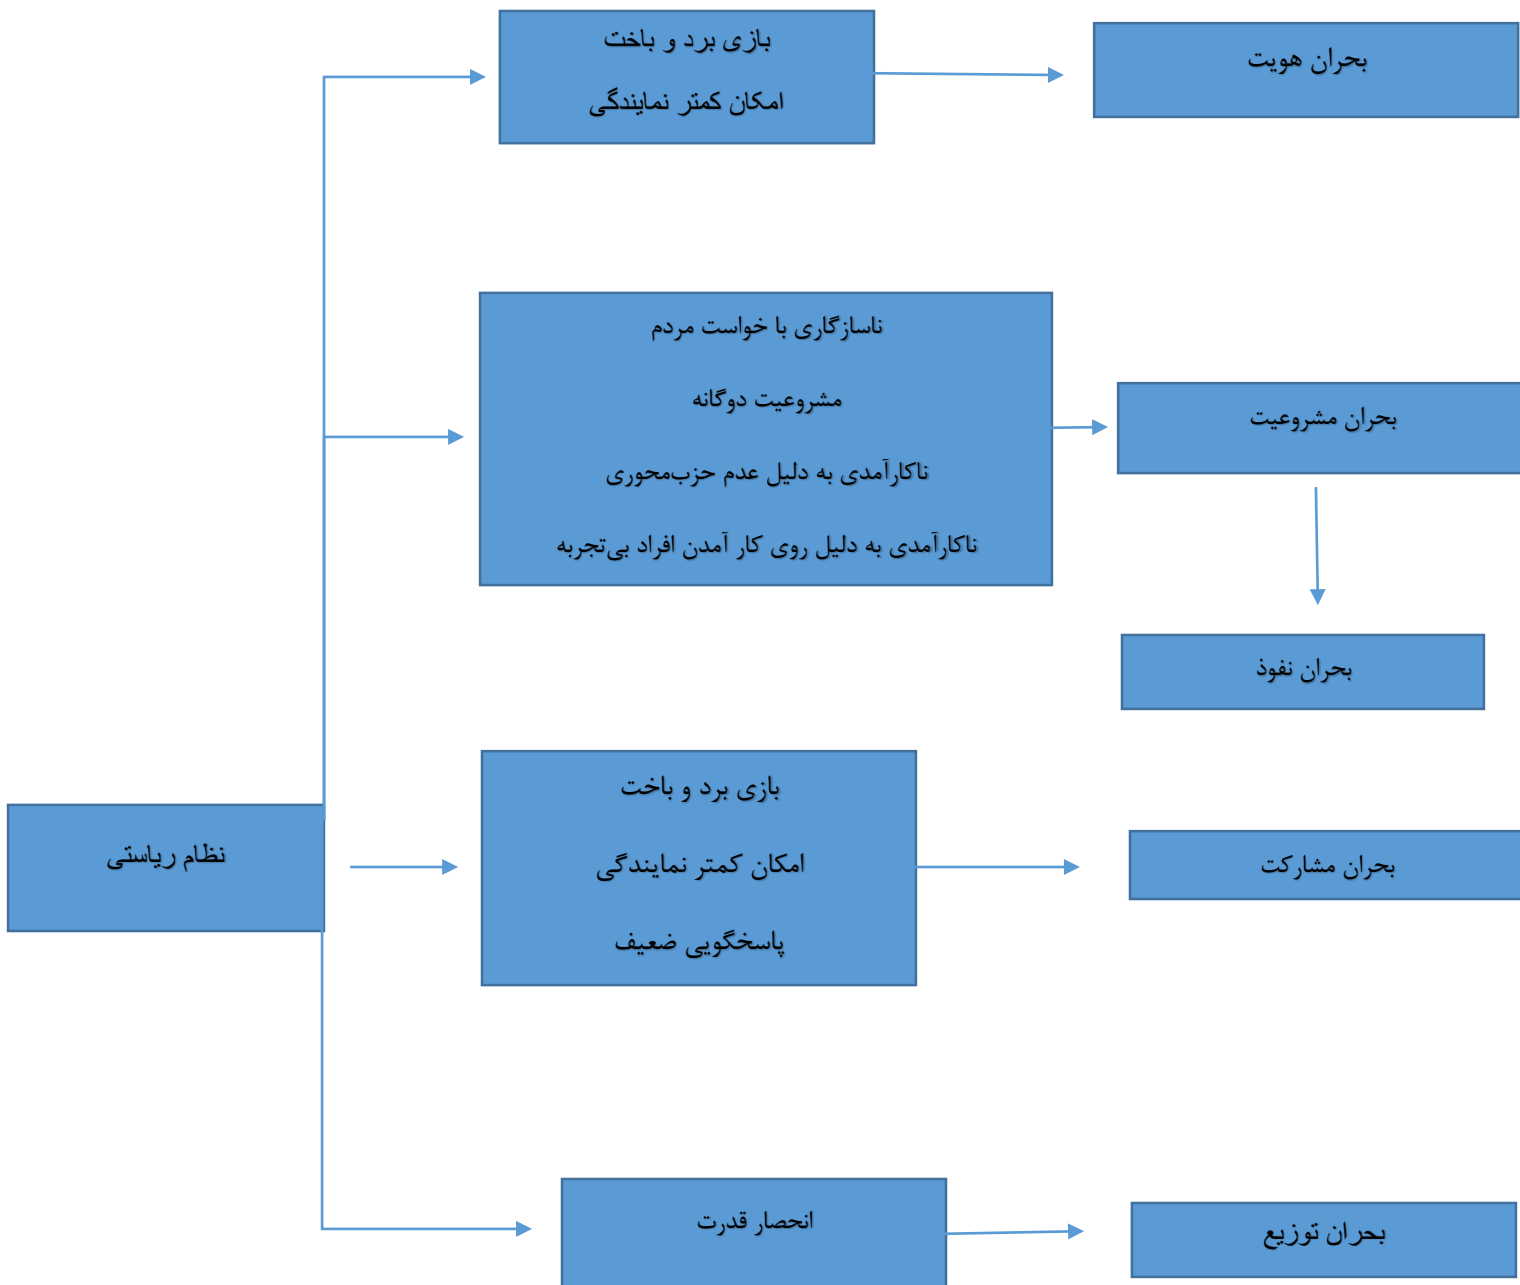 بازی برد و باخت
امکان کمتر نمایندگی
بحران هویت
ناسازگاری با خواست مردم
مشروعیت دوگانه
ناکارآمدی به دلیل عدم حزب‌محوری
ناکارآمدی به دلیل روی کار آمدن افراد بی‌تجربه
بحران مشروعیت
بحران نفوذ
نظام ریاستی
بازی برد و باخت
امکان کمتر نمایندگی
پاسخگویی ضعیف
بحران مشارکت
انحصار قدرت
بحران توزیع